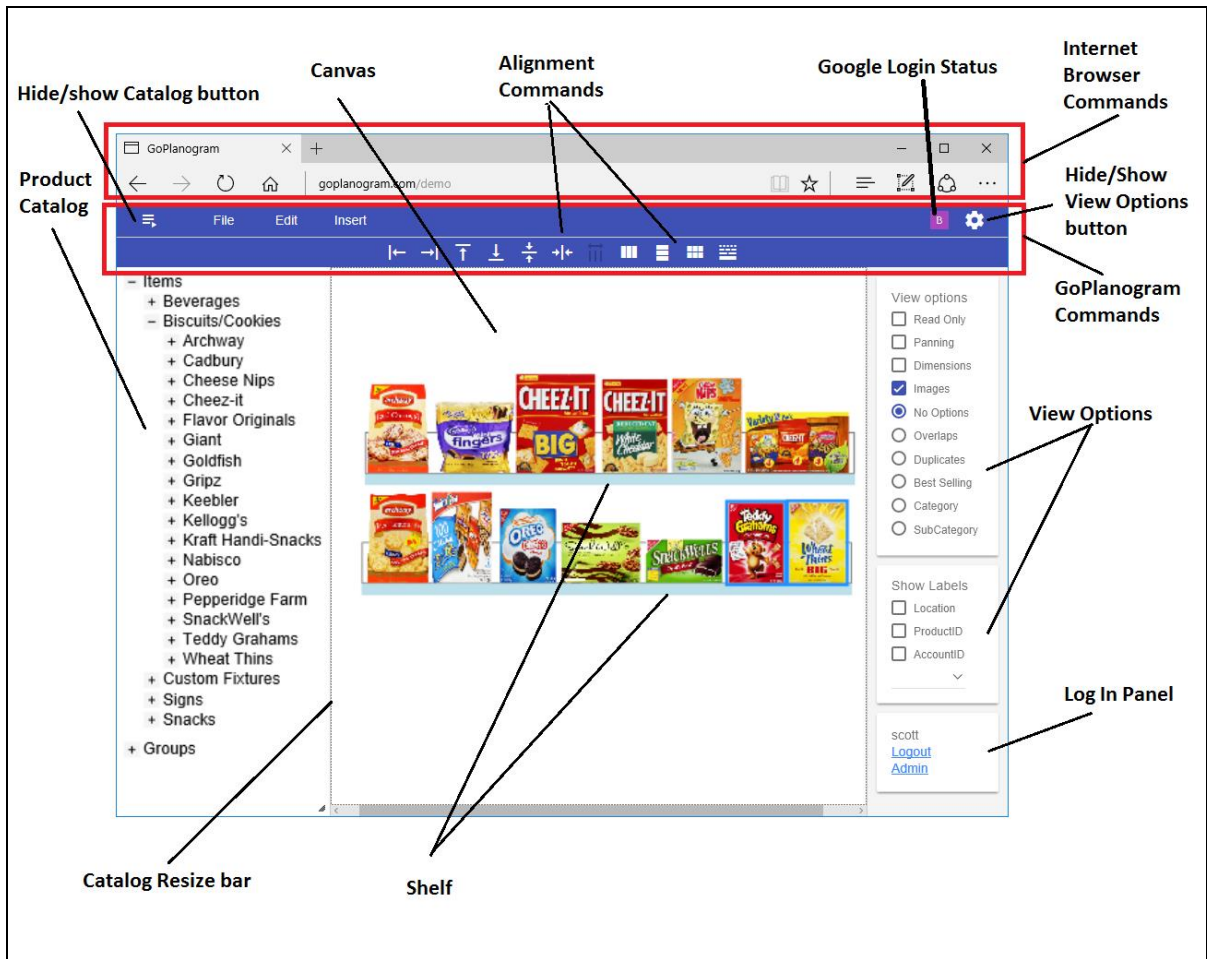 Internet
Browser
Commands
Alignment
Commands
Canvas
Google Login Status
Hide/show Catalog button
GoPlanogram
goplanogram.com/demo
Product
Catalog
Hide/Show
View Options
button
File Edit Insert
B
GoPlanogram
Commands
− Items
+ Beverages
− Biscuits/Cookies
+ Archway
+ Cadbury
+ Cheese Nips
+ Cheez-it
+ Flavor Originals
+ Giant
+ Goldfish
+ Gripz
+ Keebler
+ Kellogg's
+ Kraft Handi-Snacks
+ Nabisco
+ Oreo
+ Pepperidge Farm
+ SnackWell's
+ Teddy Grahams
+ Wheat Thins
+ Custom Fixtures
+ Signs
+ Snacks
+ Groups
fingers
CHEEZ-IT
BIG
CHEEZ-IT
White
Cheddar
NIPS
100
OREO
SNACKWELL'S
Teddy
Grahams
Wheat
Thins
BIG
View options
Read Only
Panning
Dimensions
Images
No Options
Overlaps
Duplicates
Best Selling
Category
SubCategory
View Options
Show Labels
Location
ProductID
AccountID
Log In Panel
scott
Logout
Admin
Catalog Resize bar
Shelf